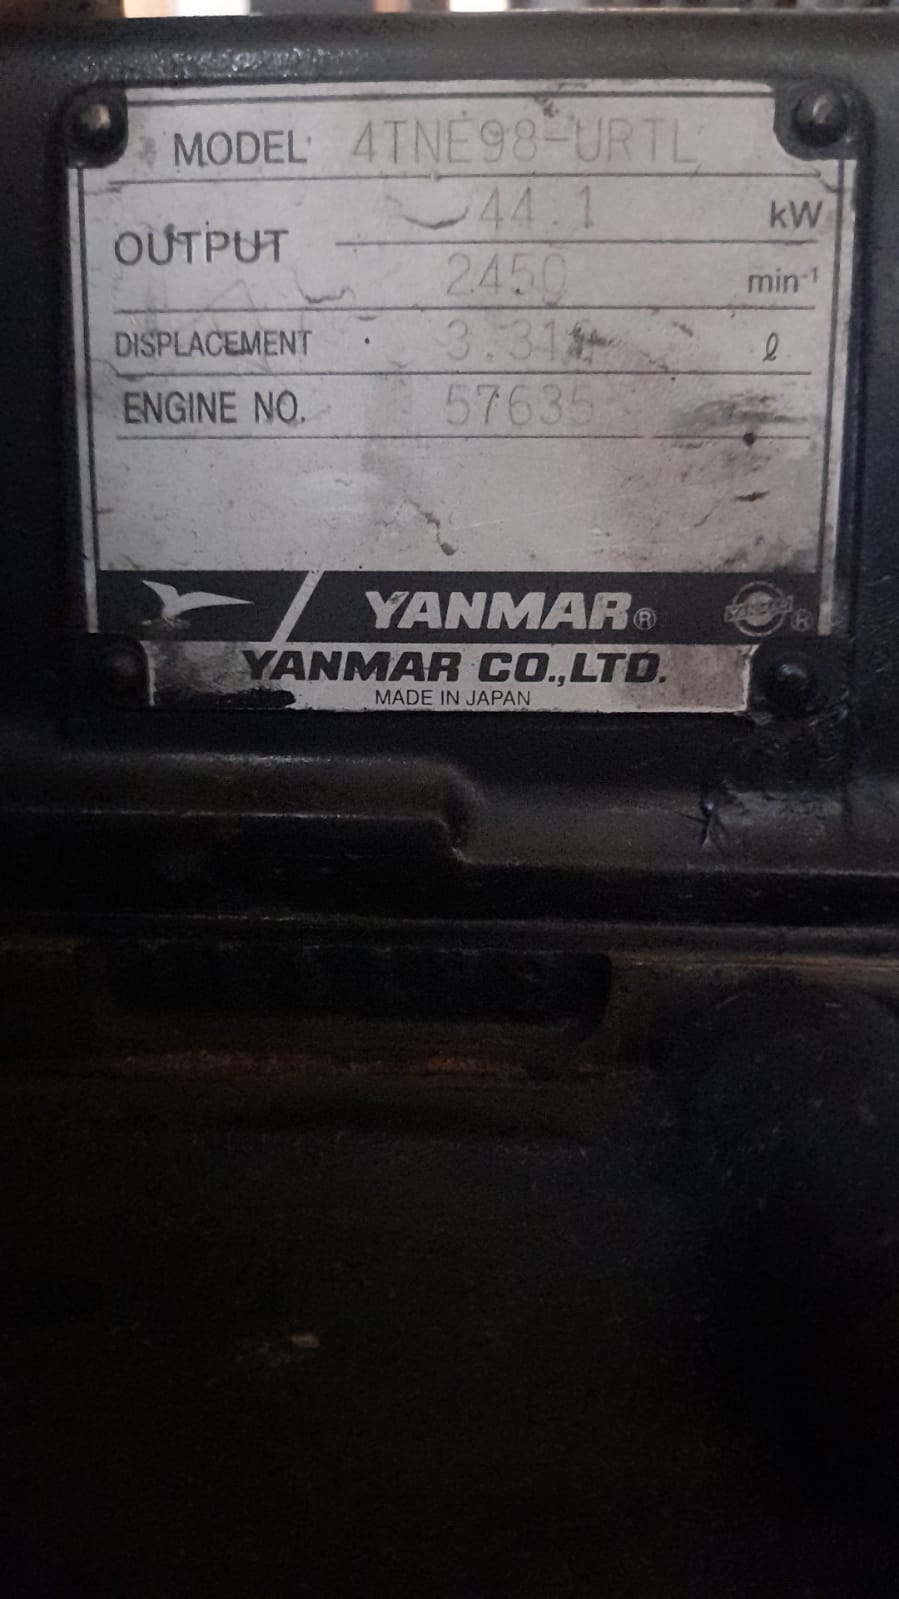 MODEL 4TNE98-URTL
OUTPUT 44.1 kW
2450 min-1
DISPLACEMENT ℓ
ENGINE NO. 57635
YANMAR®
YANMAR
YANMAR CO.,LTD.
MADE IN JAPAN